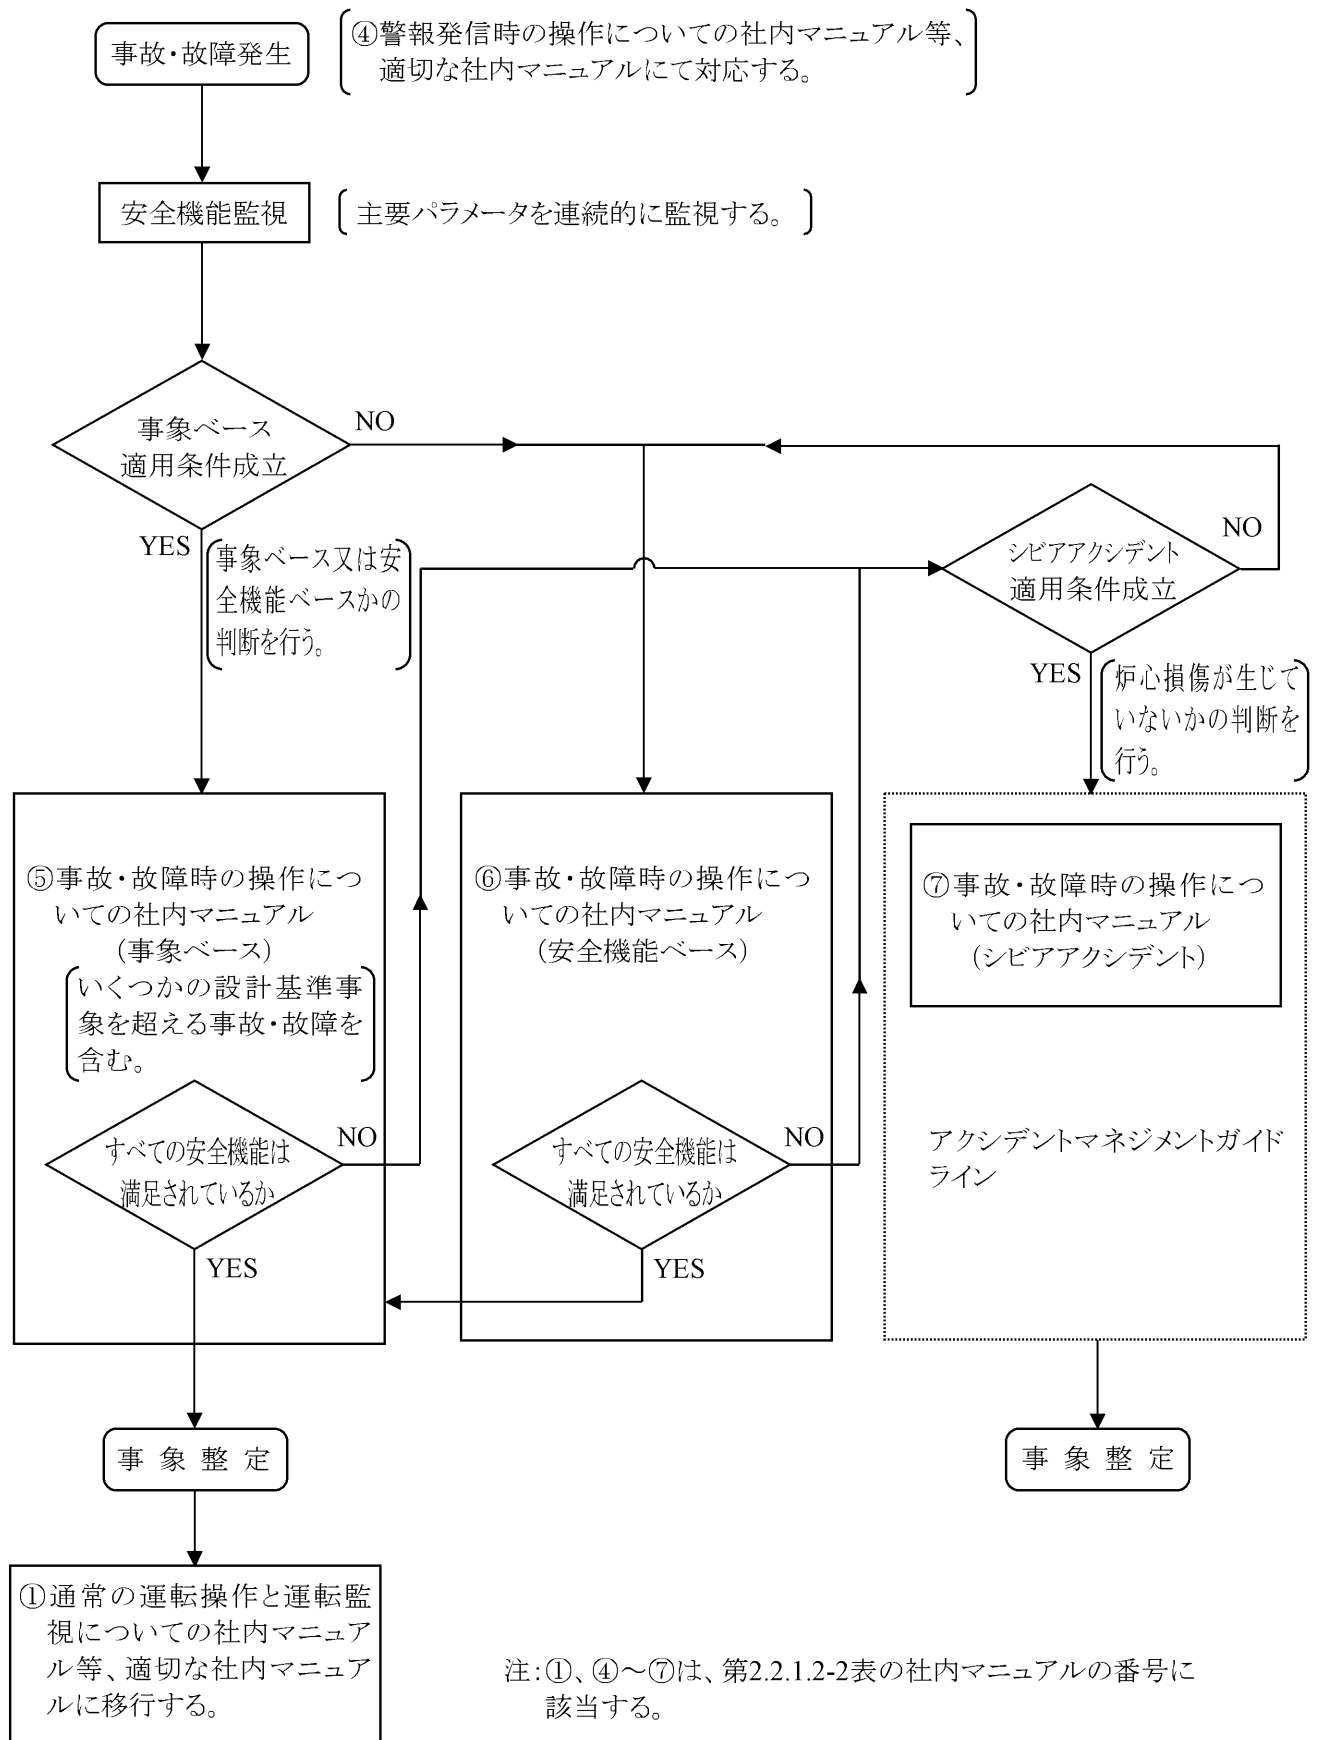 事故・故障発生
④警報発信時の操作についての社内マニュアル等、
適切な社内マニュアルにて対応する。
安全機能監視
主要パラメータを連続的に監視する。
事象ベース
適用条件成立
NO
YES
事象ベース又は安
全機能ベースかの
判断を行う。
シビアアクシデント
適用条件成立
NO
YES
炉心損傷が生じて
いないかの判断を
行う。
⑤事故・故障時の操作につ
いての社内マニュアル
(事象ベース)
いくつかの設計基準事
象を超える事故・故障を
含む。
すべての安全機能は
満足されているか
NO
YES
⑥事故・故障時の操作につ
いての社内マニュアル
(安全機能ベース)
すべての安全機能は
満足されているか
NO
YES
⑦事故・故障時の操作につ
いての社内マニュアル
(シビアアクシデント)
アクシデントマネジメントガイド
ライン
事 象 整 定
事 象 整 定
①通常の運転操作と運転監
視についての社内マニュア
ル等、適切な社内マニュア
ルに移行する。
注:①、④~⑦は、第2.2.1.2-2表の社内マニュアルの番号に
該当する。